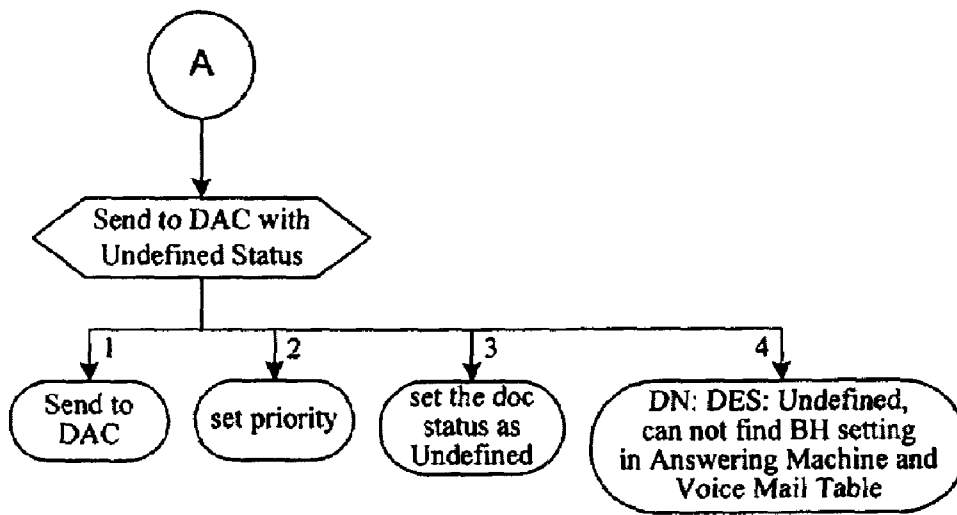 A
Send to DAC with
Undefined Status
1
2
3
4
Send to
DAC
set priority
set the doc
status as
Undefined
DN: DES: Undefined,
can not find BH setting
in Answering Machine and
Voice Mail Table